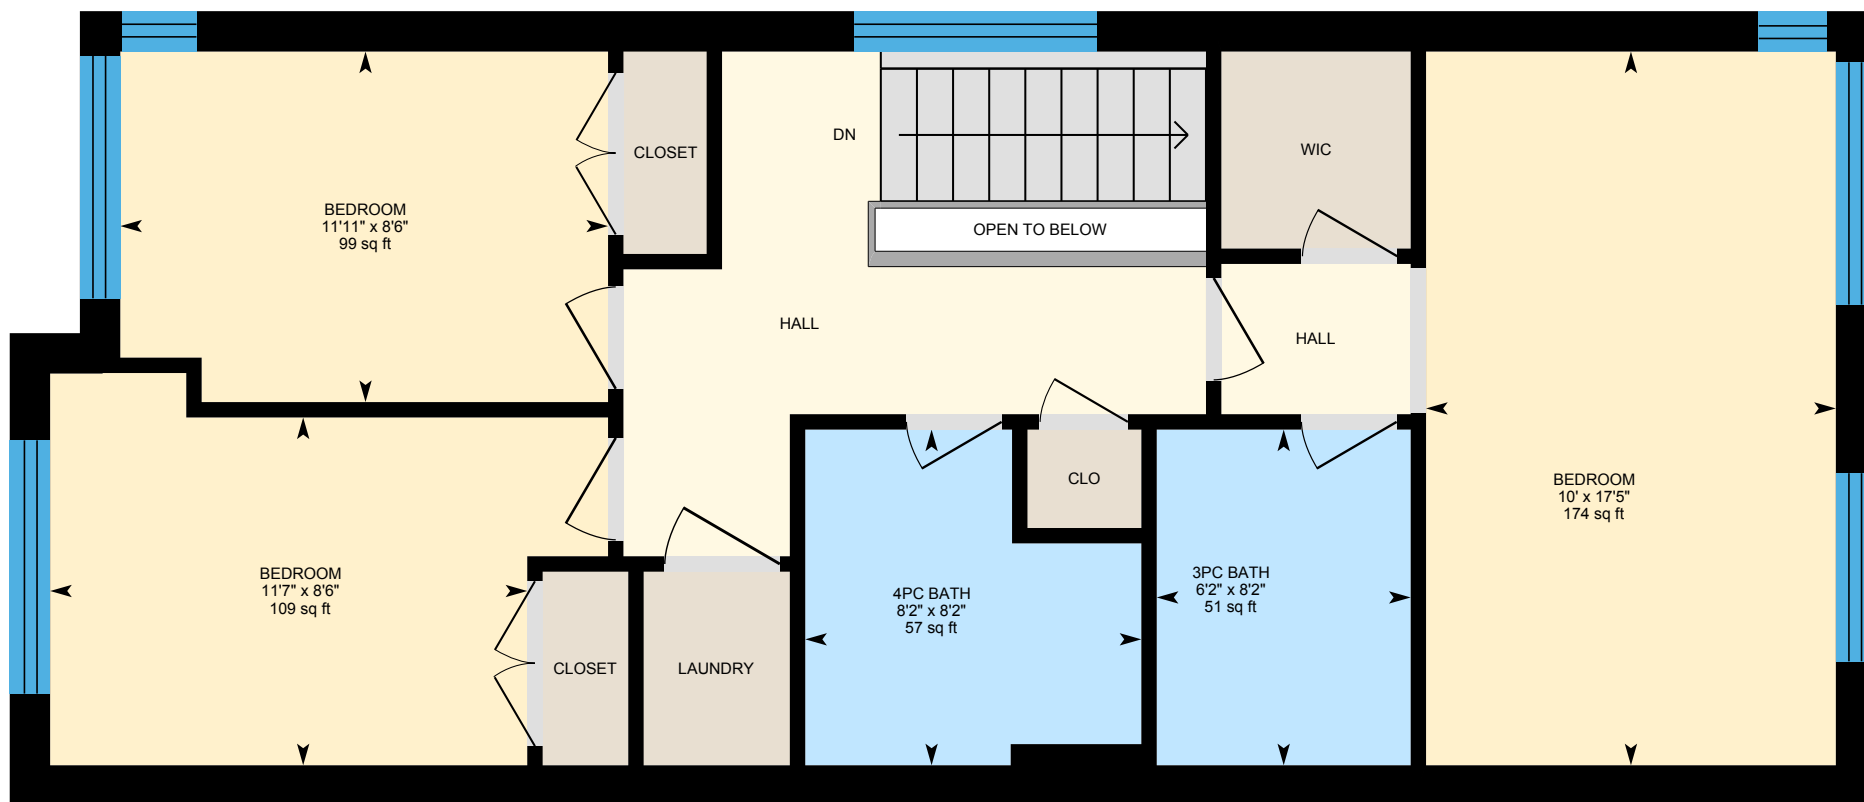 BEDROOM
11'11" x 8'6"
99 sq ft
CLOSET
DN
OPEN TO BELOW
WIC
HALL
HALL
BEDROOM
10' x 17'5"
174 sq ft
BEDROOM
11'7" x 8'6"
109 sq ft
CLOSET
LAUNDRY
4PC BATH
8'2" x 8'2"
57 sq ft
CLO
3PC BATH
6'2" x 8'2"
51 sq ft